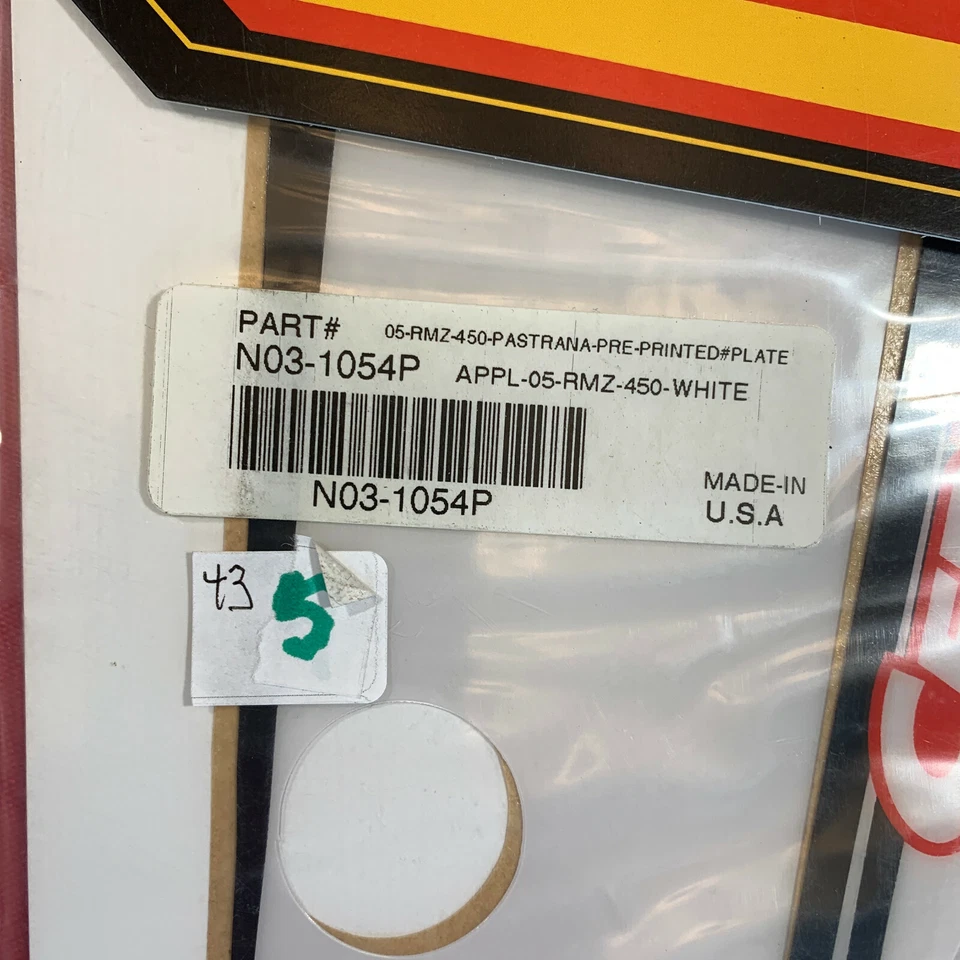 PART# 05-RMZ-450-PASTRANA-PRE-PRINTED#PLATE
N03-1054P APPL-05-RMZ-450-WHITE
N03-1054P
MADE-IN
U.S.A
43 5